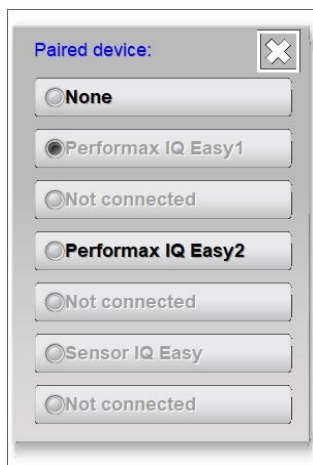 Paired device:
None
Performax IQ Easy1
Not connected
Performax IQ Easy2
Not connected
Sensor IQ Easy
Not connected